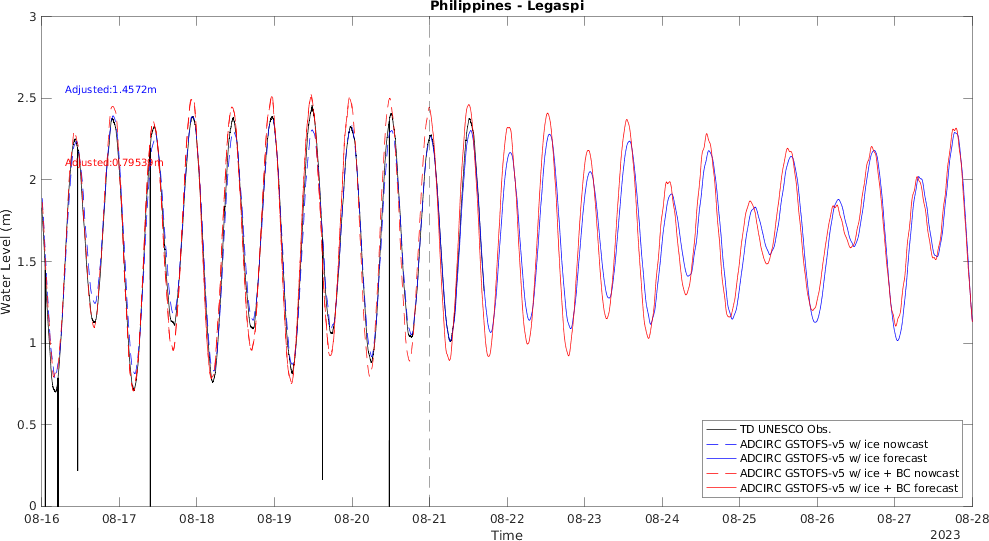 Philippines - Legaspi
3
2.5
2
1.5
1
0.5
0
Water Level (m)
Adjusted:1.4572m
Adjusted:0.79539m
TD UNESCO Obs.
ADCIRC GSTOFS-v5 w/ ice nowcast
ADCIRC GSTOFS-v5 w/ ice forecast
ADCIRC GSTOFS-v5 w/ ice + BC nowcast
ADCIRC GSTOFS-v5 w/ ice + BC forecast
08-16 08-17 08-18 08-19 08-20 08-21 08-22 08-23 08-24 08-25 08-26 08-27 08-28
Time
2023